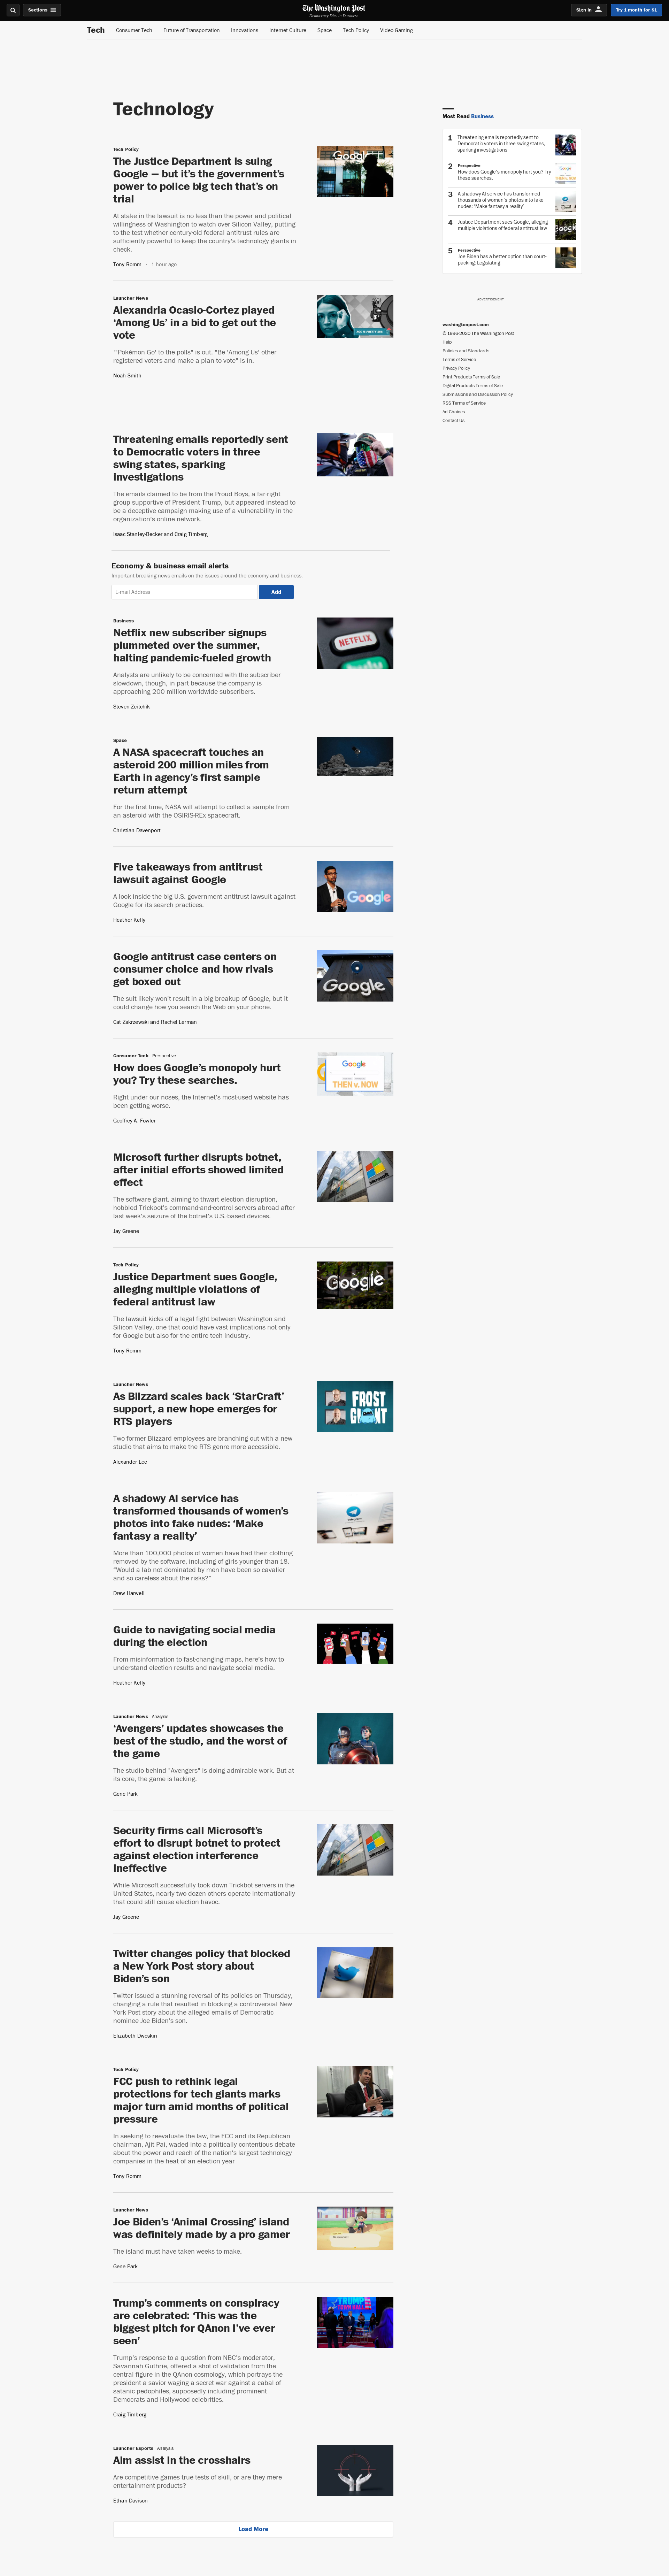 Sections
The Washington Post
Democracy Dies in Darkness
Sign In
Try 1 month for $1
Tech
Consumer Tech
Future of Transportation
Innovations
Internet Culture
Space
Tech Policy
Video Gaming
Technology
Tech Policy
The Justice Department is suing
Google — but it’s the government’s
power to police big tech that’s on
trial
At stake in the lawsuit is no less than the power and political
willingness of Washington to watch over Silicon Valley, putting
to the test whether century-old federal antitrust rules are
sufficiently powerful to keep the country's technology giants in
check.
Tony Romm • 1 hour ago
Launcher News
Alexandria Ocasio-Cortez played
‘Among Us’ in a bid to get out the
vote
"'Pokémon Go' to the polls" is out. "Be 'Among Us' other
registered voters and make a plan to vote" is in.
Noah Smith
Threatening emails reportedly sent
to Democratic voters in three
swing states, sparking
investigations
The emails claimed to be from the Proud Boys, a far-right
group supportive of President Trump, but appeared instead to
be a deceptive campaign making use of a vulnerability in the
organization's online network.
Isaac Stanley-Becker and Craig Timberg
Economy & business email alerts
Important breaking news emails on the issues around the economy and business.
E-mail Address
Add
Business
Netflix new subscriber signups
plummeted over the summer,
halting pandemic-fueled growth
Analysts are unlikely to be concerned with the subscriber
slowdown, though, in part because the company is
approaching 200 million worldwide subscribers.
Steven Zeitchik
NETFLIX
Space
A NASA spacecraft touches an
asteroid 200 million miles from
Earth in agency’s first sample
return attempt
For the first time, NASA will attempt to collect a sample from
an asteroid with the OSIRIS-REx spacecraft.
Christian Davenport
Five takeaways from antitrust
lawsuit against Google
A look inside the big U.S. government antitrust lawsuit against
Google for its search practices.
Heather Kelly
Google
Google antitrust case centers on
consumer choice and how rivals
get boxed out
The suit likely won't result in a big breakup of Google, but it
could change how you search the Web on your phone.
Cat Zakrzewski and Rachel Lerman
Google
Consumer Tech Perspective
How does Google’s monopoly hurt
you? Try these searches.
Right under our noses, the Internet’s most-used website has
been getting worse.
Geoffrey A. Fowler
Google
THEN v. NOW
Microsoft further disrupts botnet,
after initial efforts showed limited
effect
The software giant. aiming to thwart election disruption,
hobbled Trickbot's command-and-control servers abroad after
last week's seizure of the botnet's U.S.-based devices.
Jay Greene
Tech Policy
Justice Department sues Google,
alleging multiple violations of
federal antitrust law
The lawsuit kicks off a legal fight between Washington and
Silicon Valley, one that could have vast implications not only
for Google but also for the entire tech industry.
Tony Romm
Google
Launcher News
As Blizzard scales back ‘StarCraft’
support, a new hope emerges for
RTS players
Two former Blizzard employees are branching out with a new
studio that aims to make the RTS genre more accessible.
Alexander Lee
FROST
GIANT
A shadowy AI service has
transformed thousands of women’s
photos into fake nudes: ‘Make
fantasy a reality’
More than 100,000 photos of women have had their clothing
removed by the software, including of girls younger than 18.
“Would a lab not dominated by men have been so cavalier
and so careless about the risks?”
Drew Harwell
Guide to navigating social media
during the election
From misinformation to fast-changing maps, here's how to
understand election results and navigate social media.
Heather Kelly
Launcher News Analysis
‘Avengers’ updates showcases the
best of the studio, and the worst of
the game
The studio behind "Avengers" is doing admirable work. But at
its core, the game is lacking.
Gene Park
Security firms call Microsoft’s
effort to disrupt botnet to protect
against election interference
ineffective
While Microsoft successfully took down Trickbot servers in the
United States, nearly two dozen others operate internationally
that could still cause election havoc.
Jay Greene
Twitter changes policy that blocked
a New York Post story about
Biden’s son
Twitter issued a stunning reversal of its policies on Thursday,
changing a rule that resulted in blocking a controversial New
York Post story about the alleged emails of Democratic
nominee Joe Biden's son.
Elizabeth Dwoskin
Tech Policy
FCC push to rethink legal
protections for tech giants marks
major turn amid months of political
pressure
In seeking to reevaluate the law, the FCC and its Republican
chairman, Ajit Pai, waded into a politically contentious debate
about the power and reach of the nation's largest technology
companies in the heat of an election year
Tony Romm
Launcher News
Joe Biden’s ‘Animal Crossing’ island
was definitely made by a pro gamer
The island must have taken weeks to make.
Gene Park
Trump’s comments on conspiracy
are celebrated: ‘This was the
biggest pitch for QAnon I’ve ever
seen’
Trump's response to a question from NBC's moderator,
Savannah Guthrie, offered a shot of validation from the
central figure in the QAnon cosmology, which portrays the
president a savior waging a secret war against a cabal of
satanic pedophiles, supposedly including prominent
Democrats and Hollywood celebrities.
Craig Timberg
Launcher Esports Analysis
Aim assist in the crosshairs
Are competitive games true tests of skill, or are they mere
entertainment products?
Ethan Davison
Load More
Most Read Business
1
Threatening emails reportedly sent to
Democratic voters in three swing states,
sparking investigations
2
Perspective
How does Google’s monopoly hurt you? Try
these searches.
3
A shadowy AI service has transformed
thousands of women’s photos into fake
nudes: ‘Make fantasy a reality’
4
Justice Department sues Google, alleging
multiple violations of federal antitrust law
5
Perspective
Joe Biden has a better option than court-
packing: Legislating
ADVERTISEMENT
washingtonpost.com
© 1996-2020 The Washington Post
Help
Policies and Standards
Terms of Service
Privacy Policy
Print Products Terms of Sale
Digital Products Terms of Sale
Submissions and Discussion Policy
RSS Terms of Service
Ad Choices
Contact Us